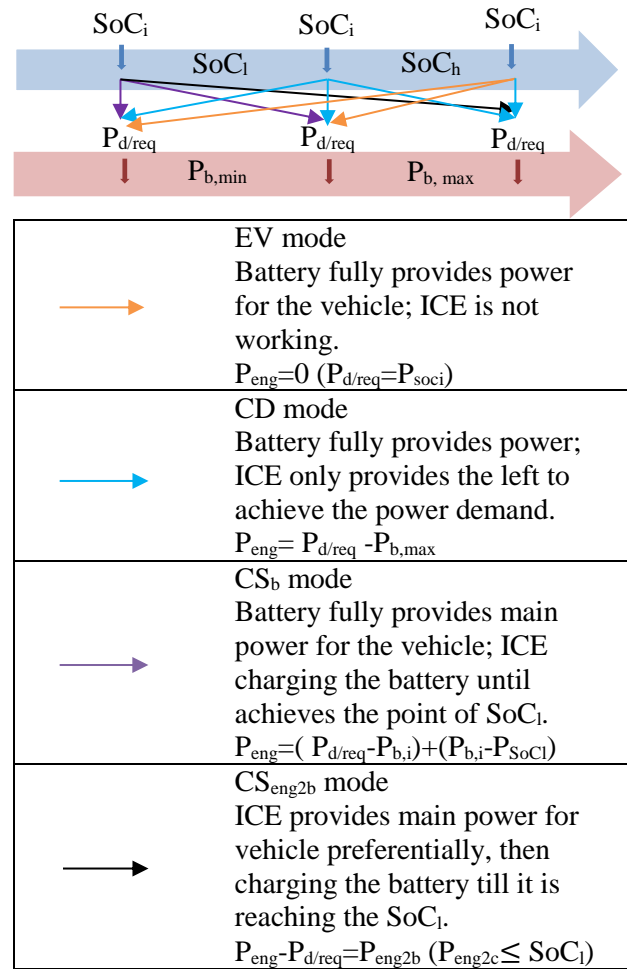 SoCi SoCi SoCi
SoCl SoCh
Pd/req Pd/req Pd/req
Pb,min Pb, max
EV mode
Battery fully provides power
for the vehicle; ICE is not
working.
Peng=0 (Pd/req=Psoci)
CD mode
Battery fully provides power;
ICE only provides the left to
achieve the power demand.
Peng= Pd/req -Pb,max
CSb mode
Battery fully provides main
power for the vehicle; ICE
charging the battery until
achieves the point of SoCl.
Peng=( Pd/req-Pb,i)+(Pb,i-PSoCl)
CSeng2b mode
ICE provides main power for
vehicle preferentially, then
charging the battery till it is
reaching the SoCl.
Peng-Pd/req=Peng2b (Peng2c≤ SoCl)